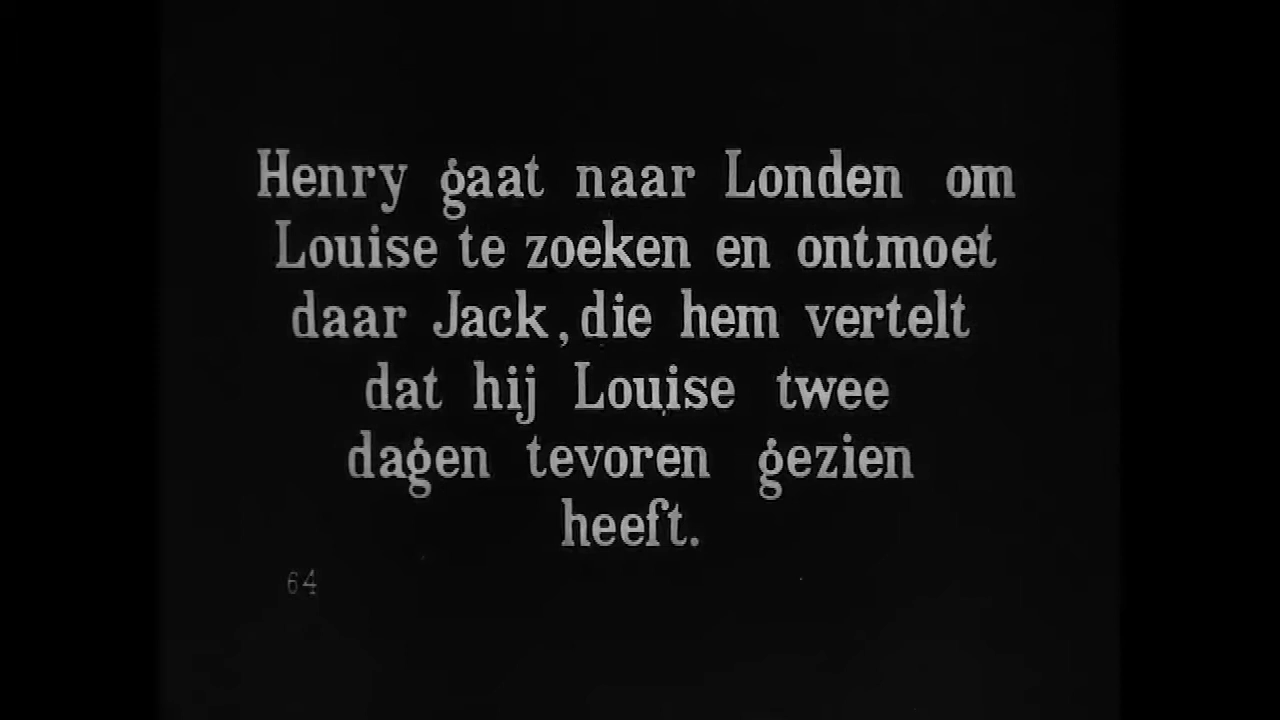 Henry gaat naar Londen om
Louise te zoeken en ontmoet
daar Jack, die hem vertelt
dat hij Louise twee
dagen tevoren gezien
heeft.
64